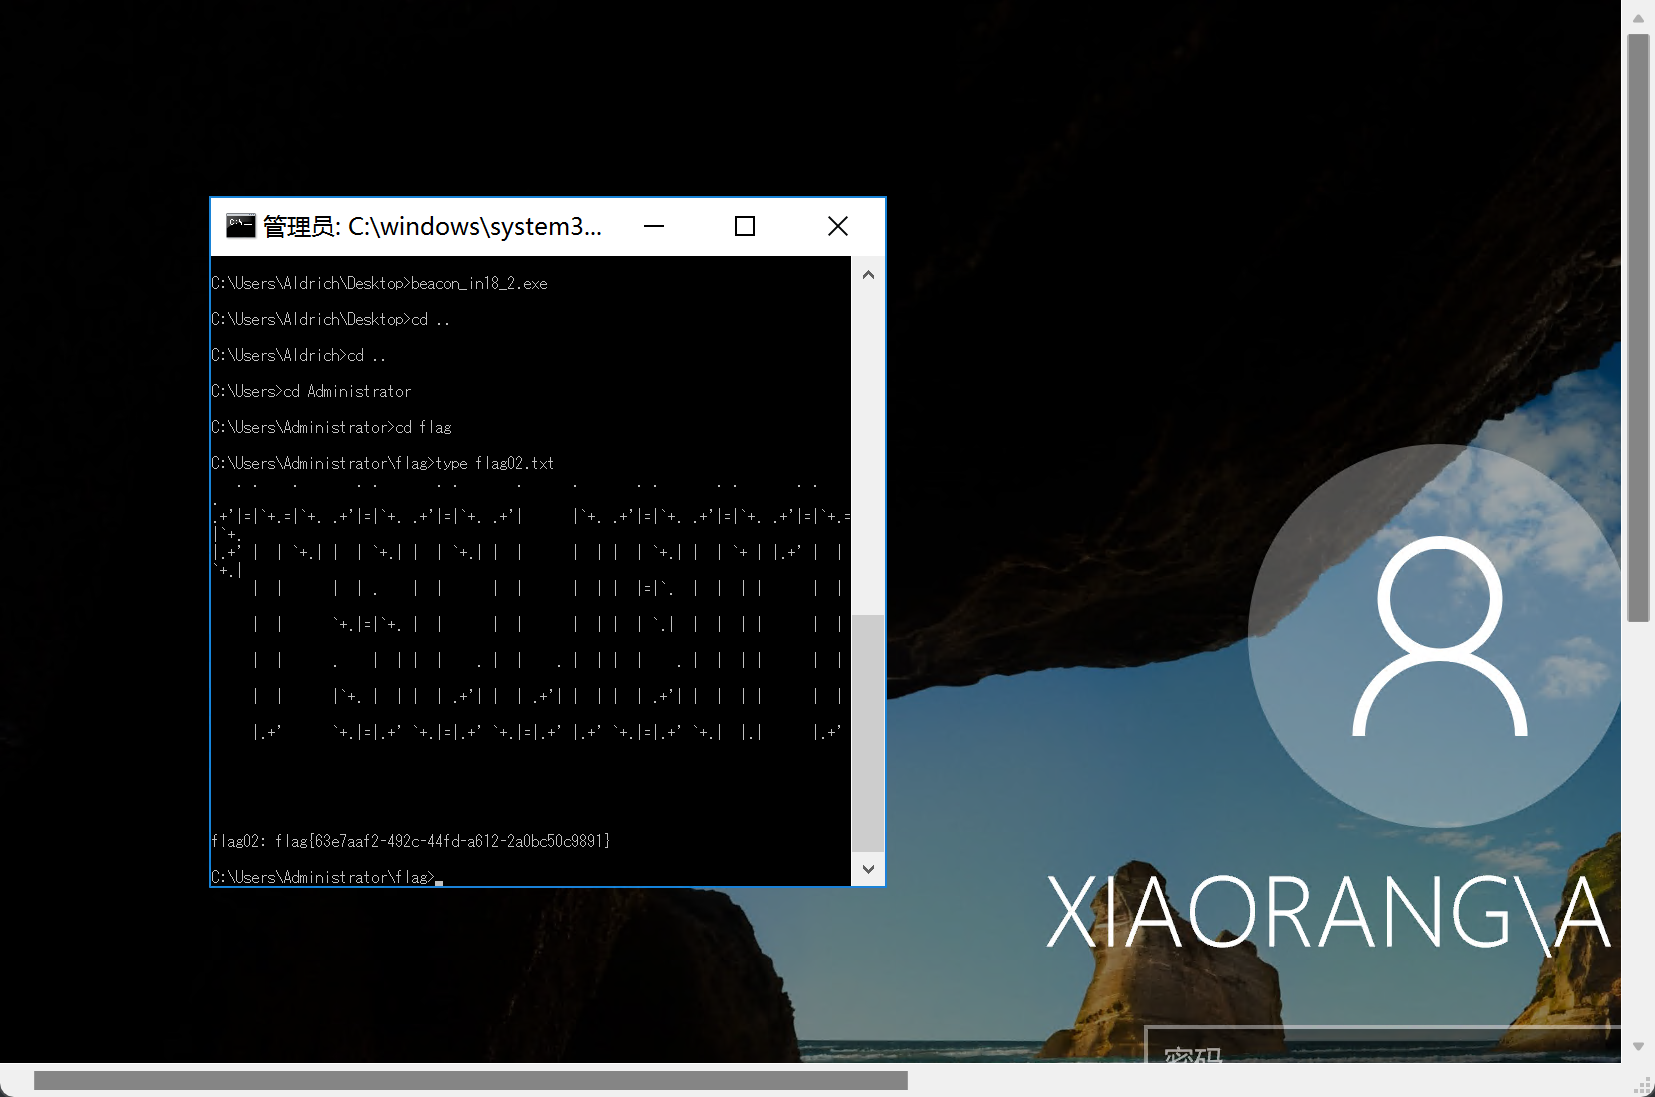 管理员: C:\windows\system3...
C:\Users\Aldrich\Desktop>beacon_in18_2.exe
C:\Users\Aldrich\Desktop>cd ..
C:\Users\Aldrich>cd ..
C:\Users>cd Administrator
C:\Users\Administrator>cd flag
C:\Users\Administrator\flag>type flag02.txt
flag02: flag{63e7aaf2-492c-44fd-a612-2a0bc50c9891}
C:\Users\Administrator\flag>
XIAORANG\A
密码